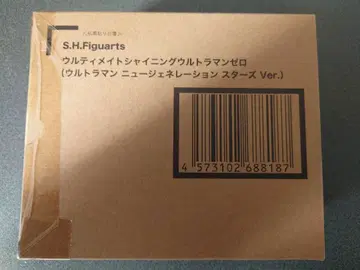 S.H.Figuarts
ウルティメイトシャイニングウルトラマンゼロ
(ウルトラマン ニュージェネレーション スターズ Ver.)
4 573102 688187